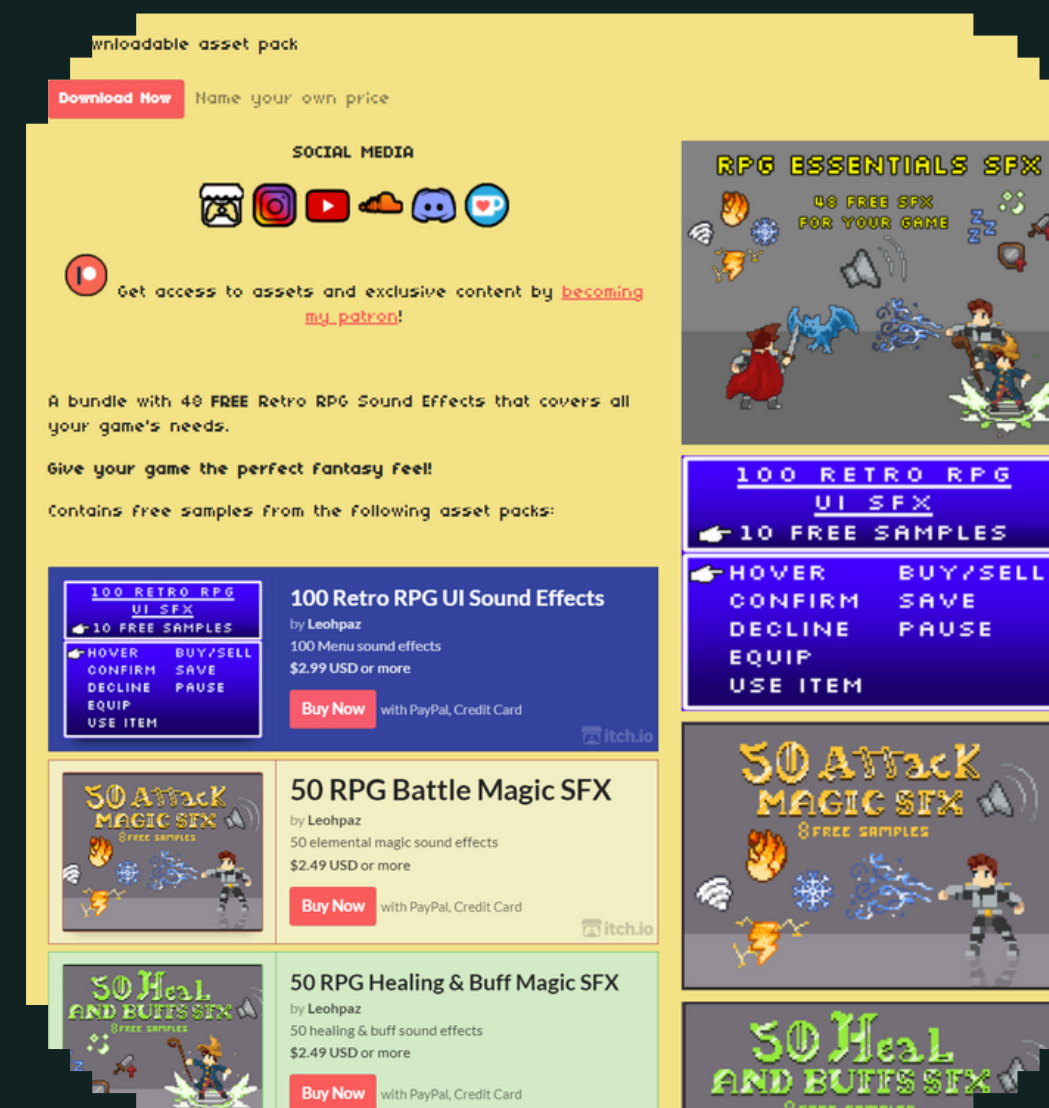 wnloadable asset pack
Download Now Name your own price
SOCIAL MEDIA
Get access to assets and exclusive content by becoming
my patron!
A bundle with 48 FREE Retro RPG Sound Effects that covers all
your game's needs.
Give your game the perfect fantasy feel!
Contains free samples from the following asset packs:
100 RETRO RPG
UI SFX
10 FREE SAMPLES
HOVER BUY/SELL
CONFIRM SAVE
DECLINE PAUSE
EQUIP
USE ITEM
100 Retro RPG UI Sound Effects
by Leohpaz
100 Menu sound effects
$2.99 USD or more
Buy Now with PayPal, Credit Card
itch.io
50 ATTACK
MAGIC SFX
8 FREE SAMPLES
50 RPG Battle Magic SFX
by Leohpaz
50 elemental magic sound effects
$2.49 USD or more
Buy Now with PayPal, Credit Card
itch.io
50 HEAL
AND BUFFS SFX
8 FREE SAMPLES
50 RPG Healing & Buff Magic SFX
by Leohpaz
50 healing & buff sound effects
$2.49 USD or more
Buy Now with PayPal, Credit Card
RPG ESSENTIALS SFX
48 FREE SFX
FOR YOUR GAME
100 RETRO RPG
UI SFX
10 FREE SAMPLES
HOVER BUY/SELL
CONFIRM SAVE
DECLINE PAUSE
EQUIP
USE ITEM
50 ATTACK
MAGIC SFX
8 FREE SAMPLES
50 HEAL
AND BUFFS SFX